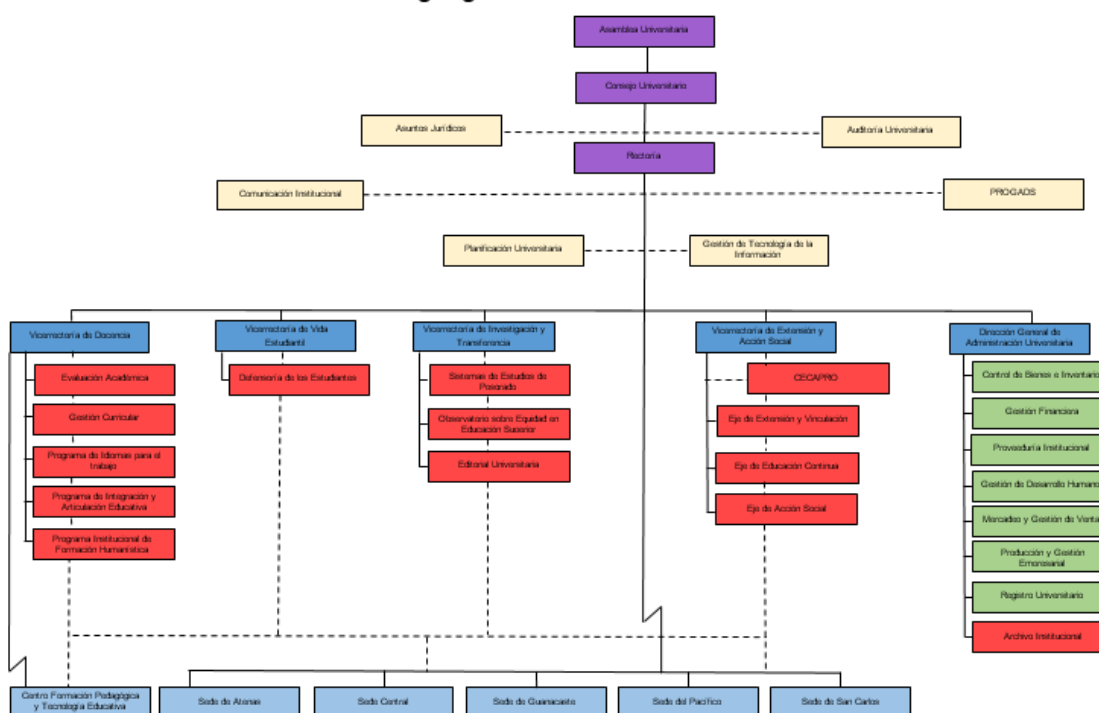 Asamblea Universitaria
Consejo Universitario
Asuntos Jurídicos
Auditoría Universitaria
Rectoría
Comunicación Institucional
PROGADS
Planificación Universitaria
Gestión de Tecnología de la
Información
Vicerrectoría de Docencia
Vicerrectoría de Vida
Estudiantil
Vicerrectoría de Investigación y
Transferencia
Vicerrectoría de Extensión y
Acción Social
Dirección General de
Administración Universitaria
Evaluación Académica
Gestión Curricular
Programa de Idiomas para el
trabajo
Programa de Integración y
Articulación Educativa
Programa Institucional de
Formación Humanística
Defensoría de los Estudiantes
Sistemas de Estudios de
Posgrado
Observatorio sobre Equidad en
Educación Superior
Editorial Universitaria
CECAPRO
Eje de Extensión y Vinculación
Eje de Educación Continua
Eje de Acción Social
Control de Bienes e Inventario
Gestión Financiera
Proveeduría Institucional
Gestión de Desarrollo Humano
Mercadeo y Gestión de Venta
Producción y Gestión
Empresarial
Registro Universitario
Archivo Institucional
Centro Formación Pedagógica
y Tecnología Educativa
Sede de Atenas
Sede Central
Sede de Guanacaste
Sede del Pacífico
Sede de San Carlos